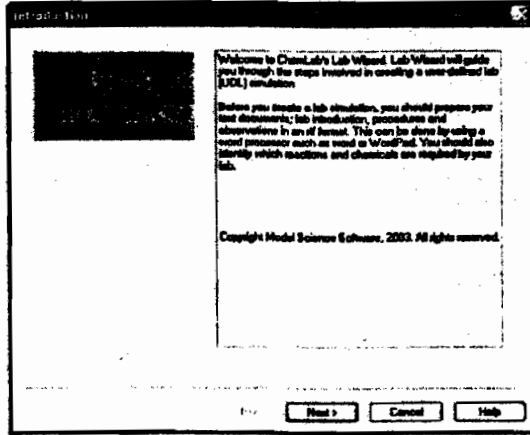 Introduction
Welcome to ChemLab's Lab Wizard. Lab Wizard will guide
you through the steps involved in creating a user-defined lab
(UDL) simulation.
Before you create a lab simulation, you should prepare your
text documents; lab introduction, procedures and
observations in an rtf format. This can be done by using a
word processor such as word or WordPad. You should also
identify which reactions and chemicals are required by your
lab.
Copyright Model Science Software, 2003. All rights reserved.
Next >
Cancel
Help